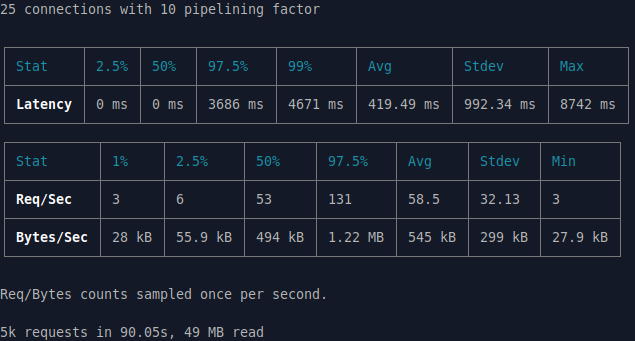 25 connections with 10 pipelining factor
Stat 2.5% 50% 97.5% 99% Avg Stdev Max
Latency 0 ms 0 ms 3686 ms 4671 ms 419.49 ms 992.34 ms 8742 ms
Stat 1% 2.5% 50% 97.5% Avg Stdev Min
Req/Sec 3 6 53 131 58.5 32.13 3
Bytes/Sec 28 kB 55.9 kB 494 kB 1.22 MB 545 kB 299 kB 27.9 kB
Req/Bytes counts sampled once per second.
5k requests in 90.05s, 49 MB read